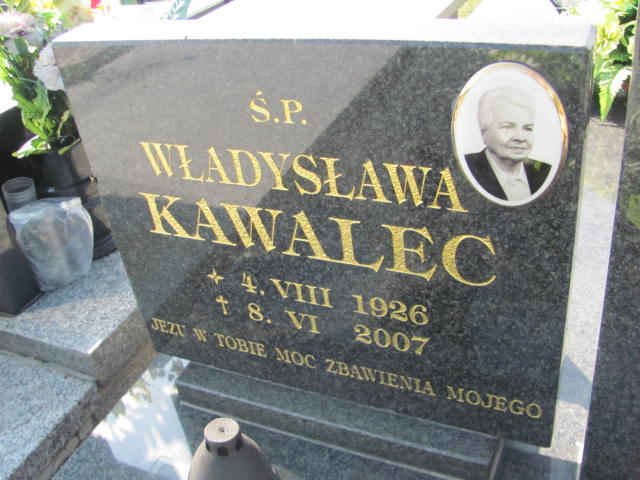 Ś.P.
WŁADYSŁAWA
KAWALEC
4. VIII 1926
† 8. VI 2007
JEZU W TOBIE MOC ZBAWIENIA MOJEGO